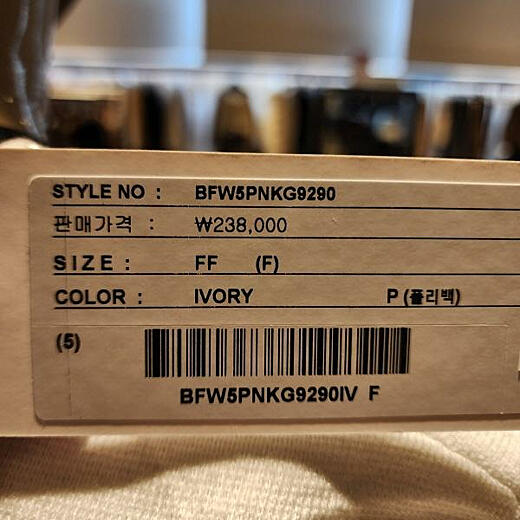 STYLE NO : BFW5PNKG9290
판매가격 : ₩238,000
SIZE : FF (F)
COLOR : IVORY P (폴리백)
(5)
BFW5PNKG9290IV F